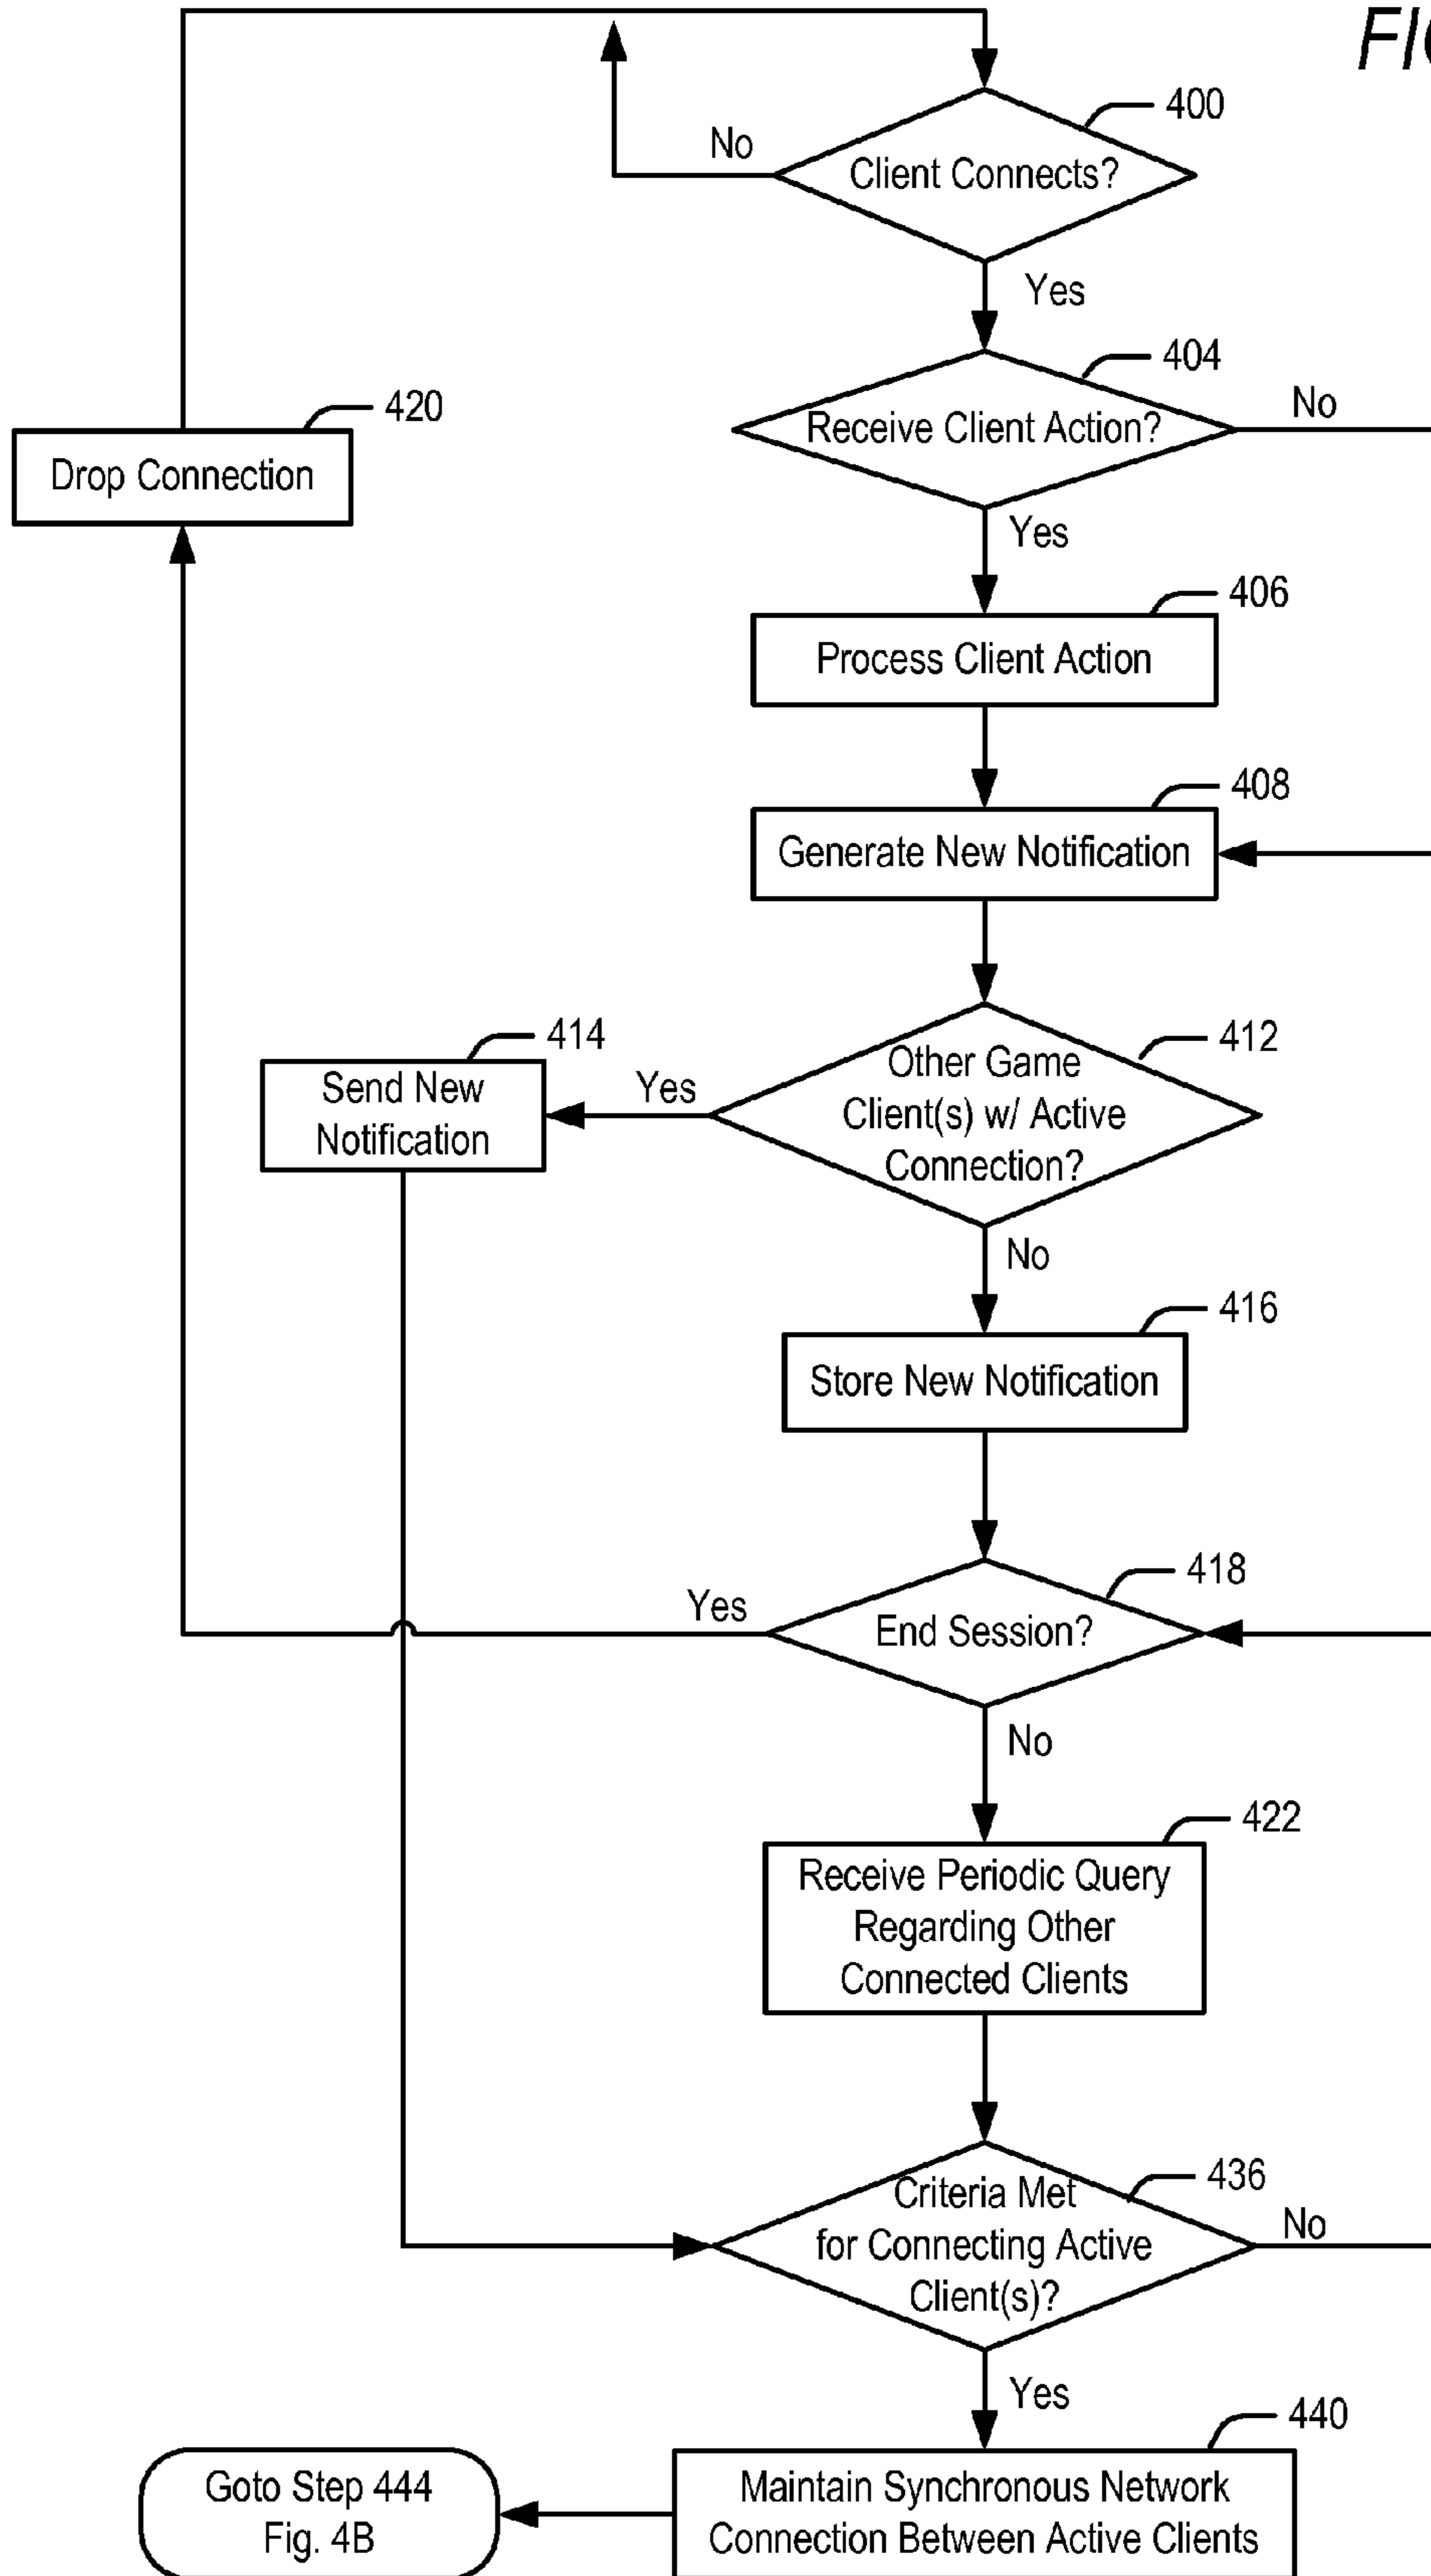 FIG
400
No
Client Connects?
Yes
404
Receive Client Action?
No
420
Drop Connection
Yes
406
Process Client Action
408
Generate New Notification
412
414
Other Game
Client(s) w/ Active
Connection?
Yes
Send New
Notification
No
416
Store New Notification
418
Yes
End Session?
No
422
Receive Periodic Query
Regarding Other
Connected Clients
436
Criteria Met
for Connecting Active
Client(s)?
No
Yes
440
Maintain Synchronous Network
Connection Between Active Clients
Goto Step 444
Fig. 4B